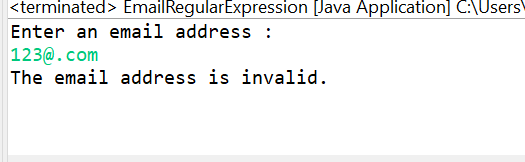 <terminated> EmailRegularExpression [Java Application] C:\Users\
Enter an email address :
123@.com
The email address is invalid.